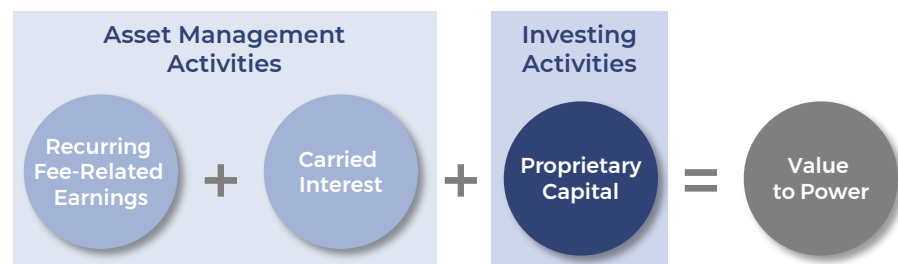 Asset Management
Activities
Investing
Activities
Recurring
Fee-Related
Earnings
+
Carried
Interest
+
Proprietary
Capital
=
Value
to Power